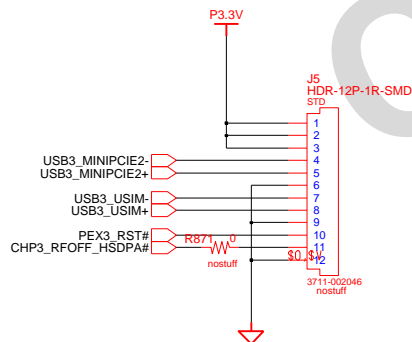 P3.3V
J5
HDR-12P-1R-SMD
STD
1
2
3
USB3_MINIPCIE2- 4
USB3_MINIPCIE2+ 5
6
USB3_USIM- 7
USB3_USIM+ 8
9
PEX3_RST# 10
R871 0
CHP3_RFOFF_HSDPA# 11
nostuff
12
3711-002046
nostuff